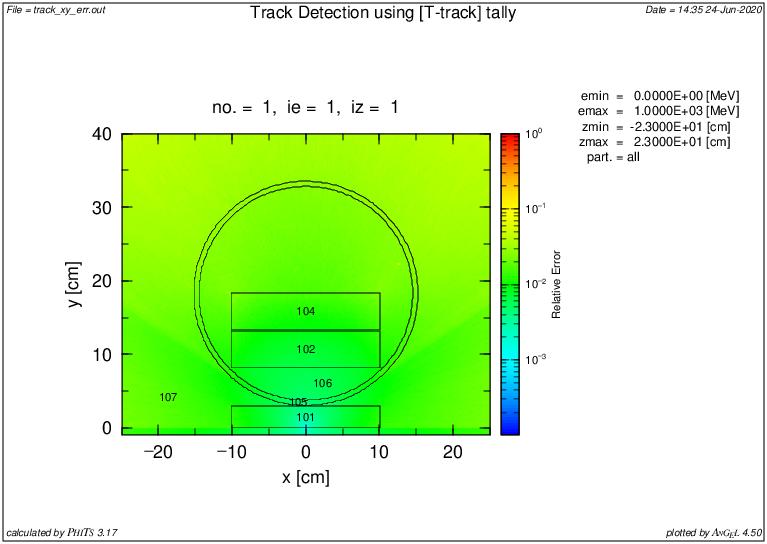 File = track_xy_err.out
Track Detection using [T-track] tally
Date = 14:35 24-Jun-2020
no. = 1, ie = 1, iz = 1
emin = 0.0000E+00 [MeV]
emax = 1.0000E+03 [MeV]
zmin = -2.3000E+01 [cm]
zmax = 2.3000E+01 [cm]
part. = all
40
30
20
10
0
y [cm]
−20
−10
0
10
20
x [cm]
104
102
106
107
105
101
10⁰
10⁻¹
10⁻²
10⁻³
Relative Error
calculated by PHITS 3.17
plotted by ANGEL 4.50